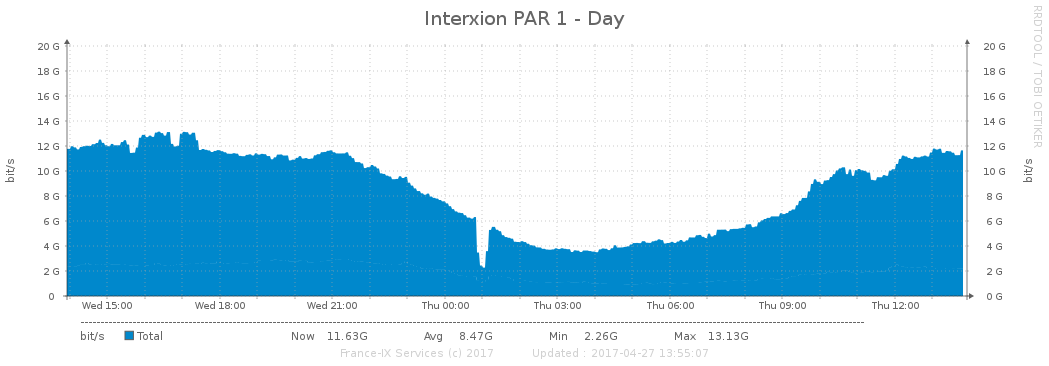 Interxion PAR 1 - Day
RRDTOOL / TOBI OETIKER
bit/s
20 G 20 G
18 G 18 G
16 G 16 G
14 G 14 G
12 G 12 G
10 G 10 G
8 G 8 G
6 G 6 G
4 G 4 G
2 G 2 G
0 0 G
bit/s
Wed 15:00 Wed 18:00 Wed 21:00 Thu 00:00 Thu 03:00 Thu 06:00 Thu 09:00 Thu 12:00
bit/s Total Now 11.63G Avg 8.47G Min 2.26G Max 13.13G
France-IX Services (c) 2017 Updated : 2017-04-27 13:55:07